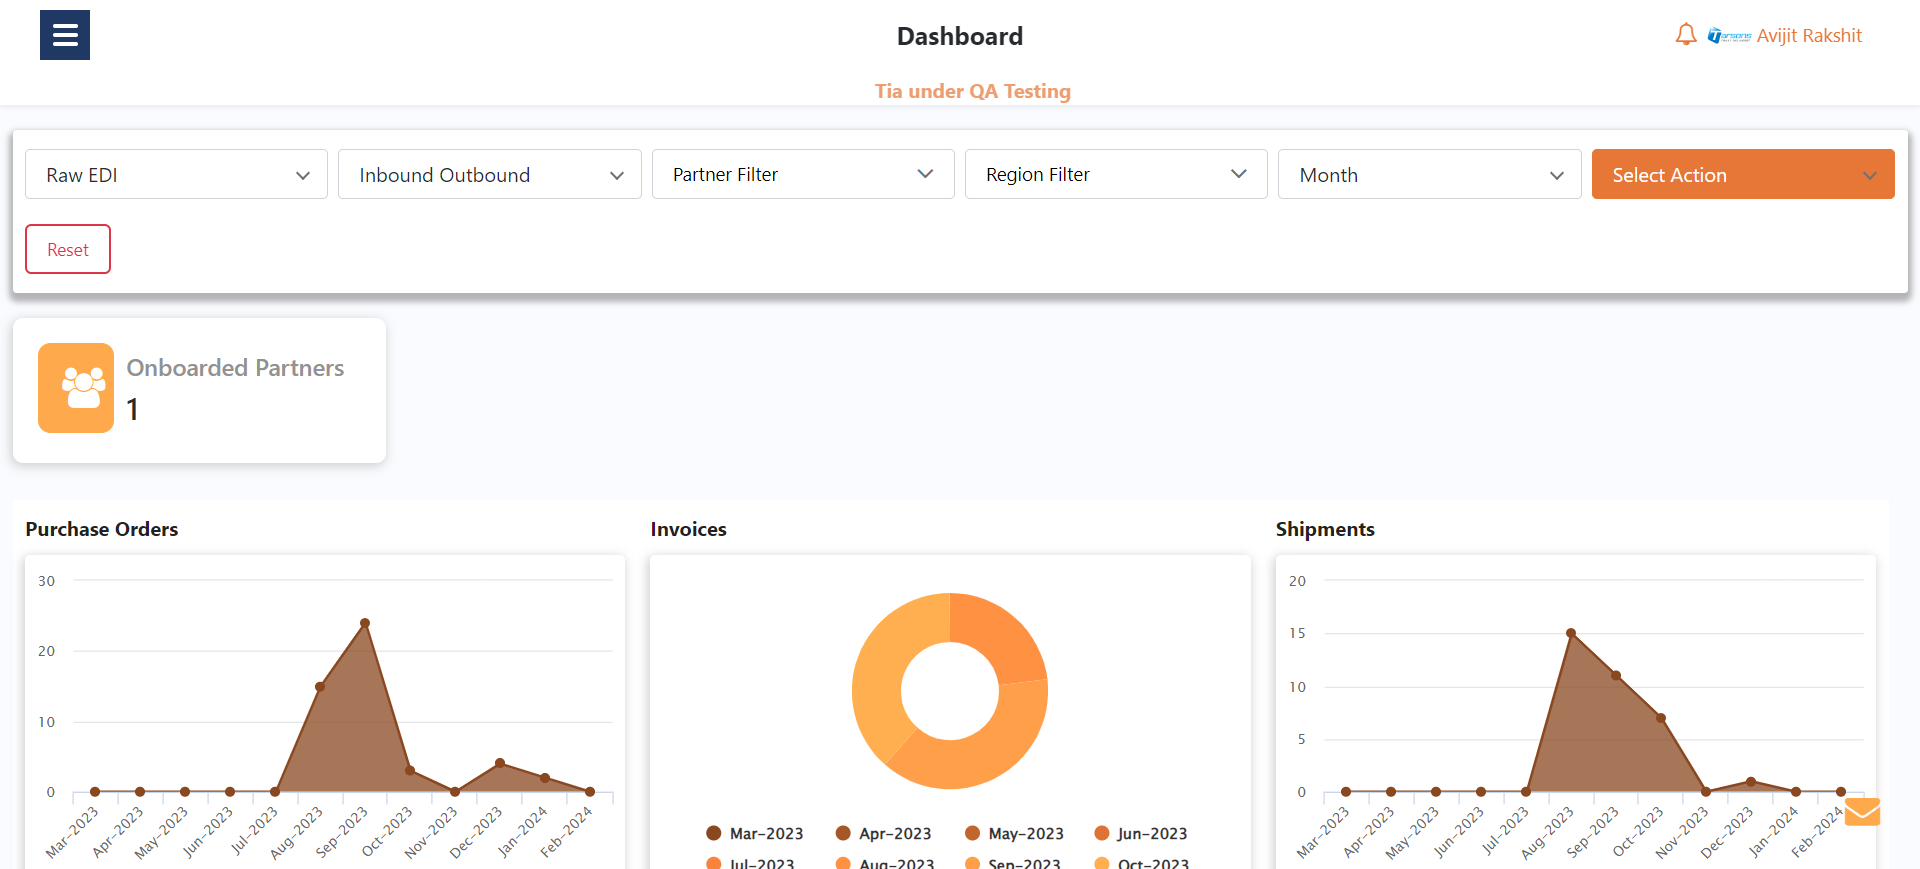 Dashboard
Tarsons
Avijit Rakshit
Tia under QA Testing
Raw EDI
Inbound Outbound
Partner Filter
Region Filter
Month
Select Action
Reset
Onboarded Partners
1
Purchase Orders
30
20
10
0
Mar-2023
Apr-2023
May-2023
Jun-2023
Jul-2023
Aug-2023
Sep-2023
Oct-2023
Nov-2023
Dec-2023
Jan-2024
Feb-2024
Invoices
Mar-2023
Apr-2023
May-2023
Jun-2023
Jul-2023
Aug-2023
Sep-2023
Oct-2023
Shipments
20
15
10
5
0
Mar-2023
Apr-2023
May-2023
Jun-2023
Jul-2023
Aug-2023
Sep-2023
Oct-2023
Nov-2023
Dec-2023
Jan-2024
Feb-2024